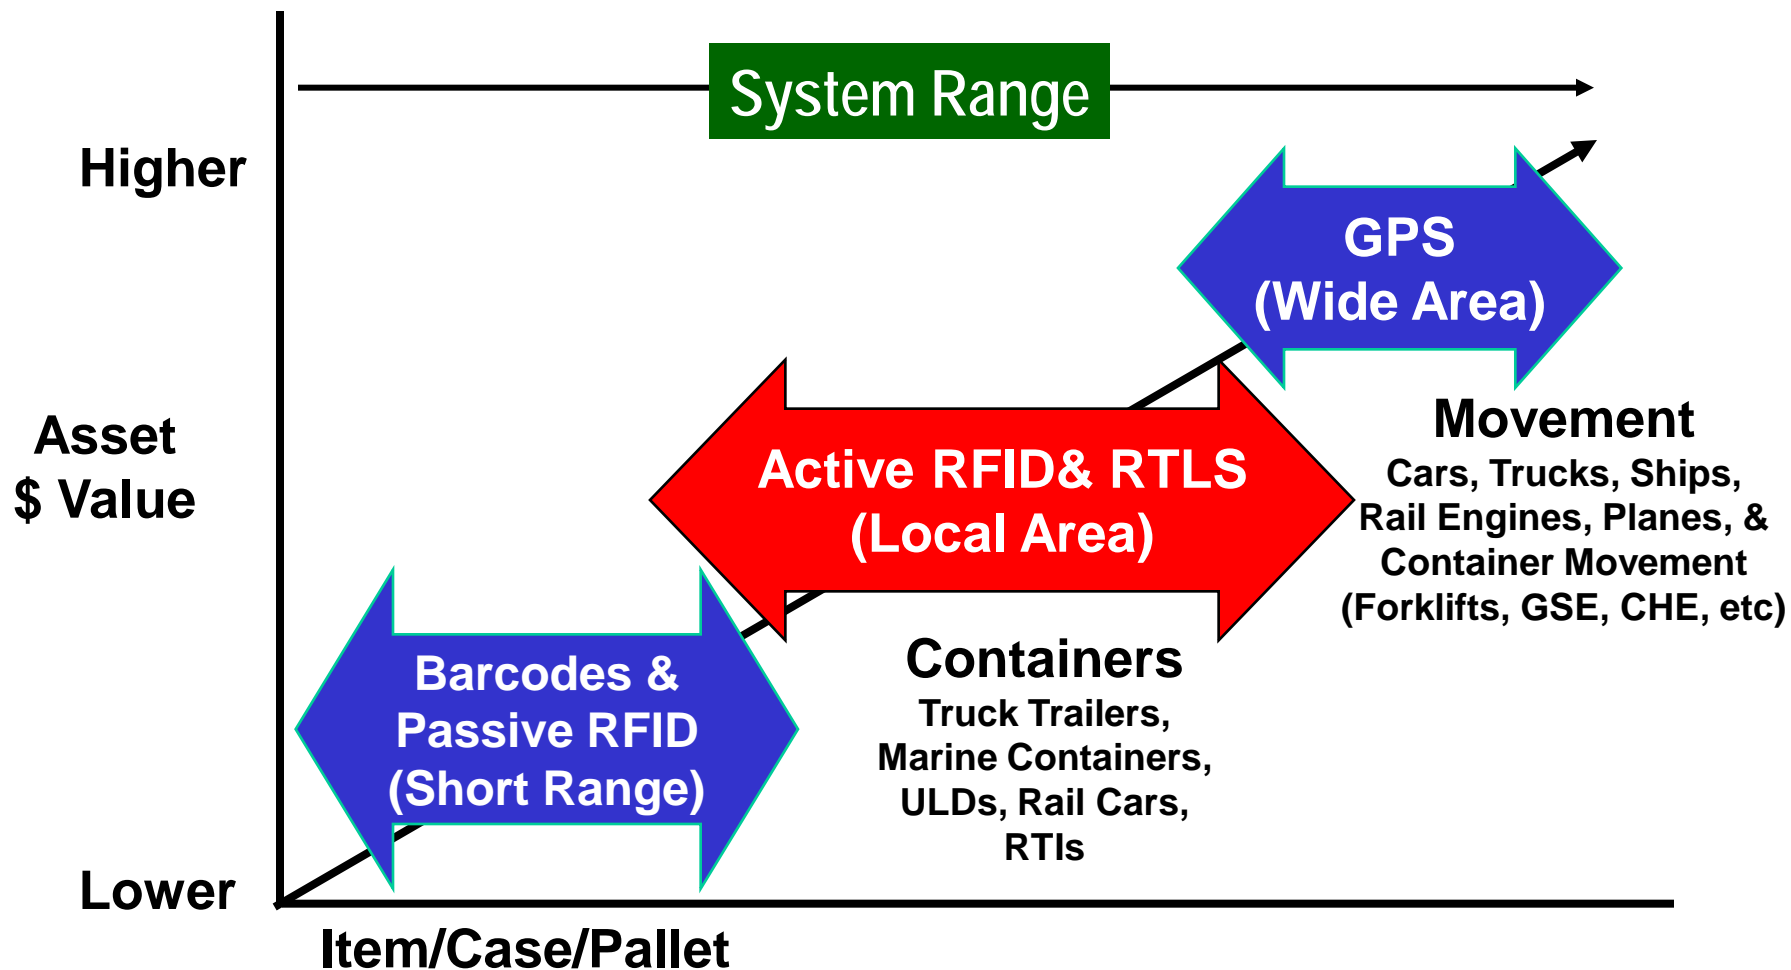 System Range
Higher
GPS
(Wide Area)
Asset
$ Value
Movement
Cars, Trucks, Ships,
Rail Engines, Planes, &
Container Movement
(Forklifts, GSE, CHE, etc)
Active RFID& RTLS
(Local Area)
Containers
Truck Trailers,
Marine Containers,
ULDs, Rail Cars,
RTIs
Barcodes &
Passive RFID
(Short Range)
Lower
Item/Case/Pallet